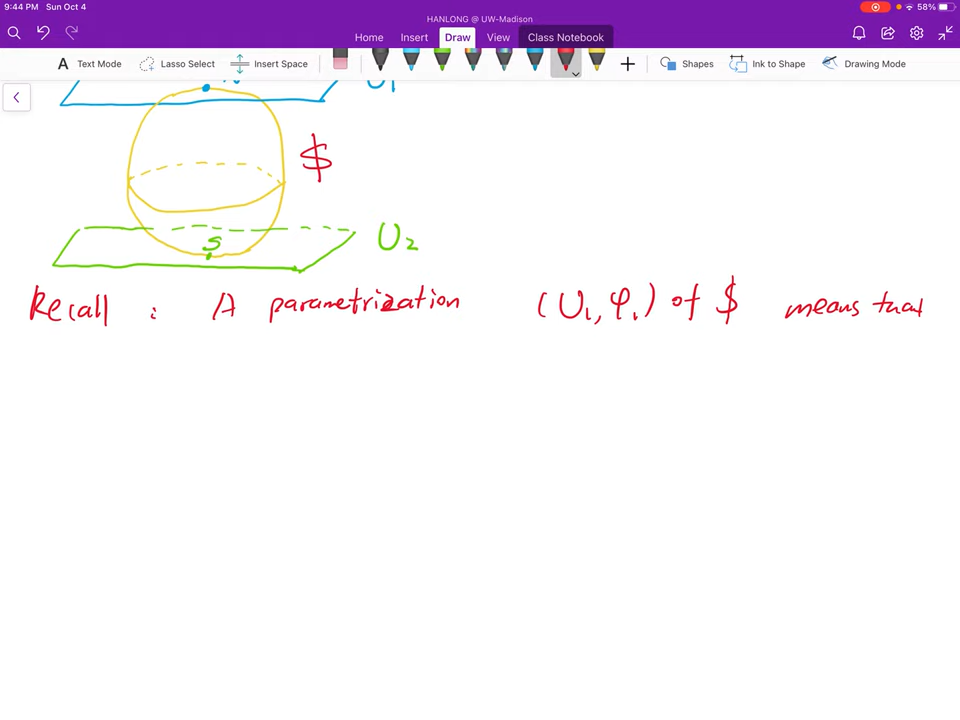 9:44 PM Sun Oct 4
58%
HANLONG @ UW-Madison
Home Insert Draw View Class Notebook
Text Mode Lasso Select Insert Space Shapes Ink to Shape Drawing Mode
N U1
$
S U2
Recall : A parametrization (U1, φ1) of $ means that